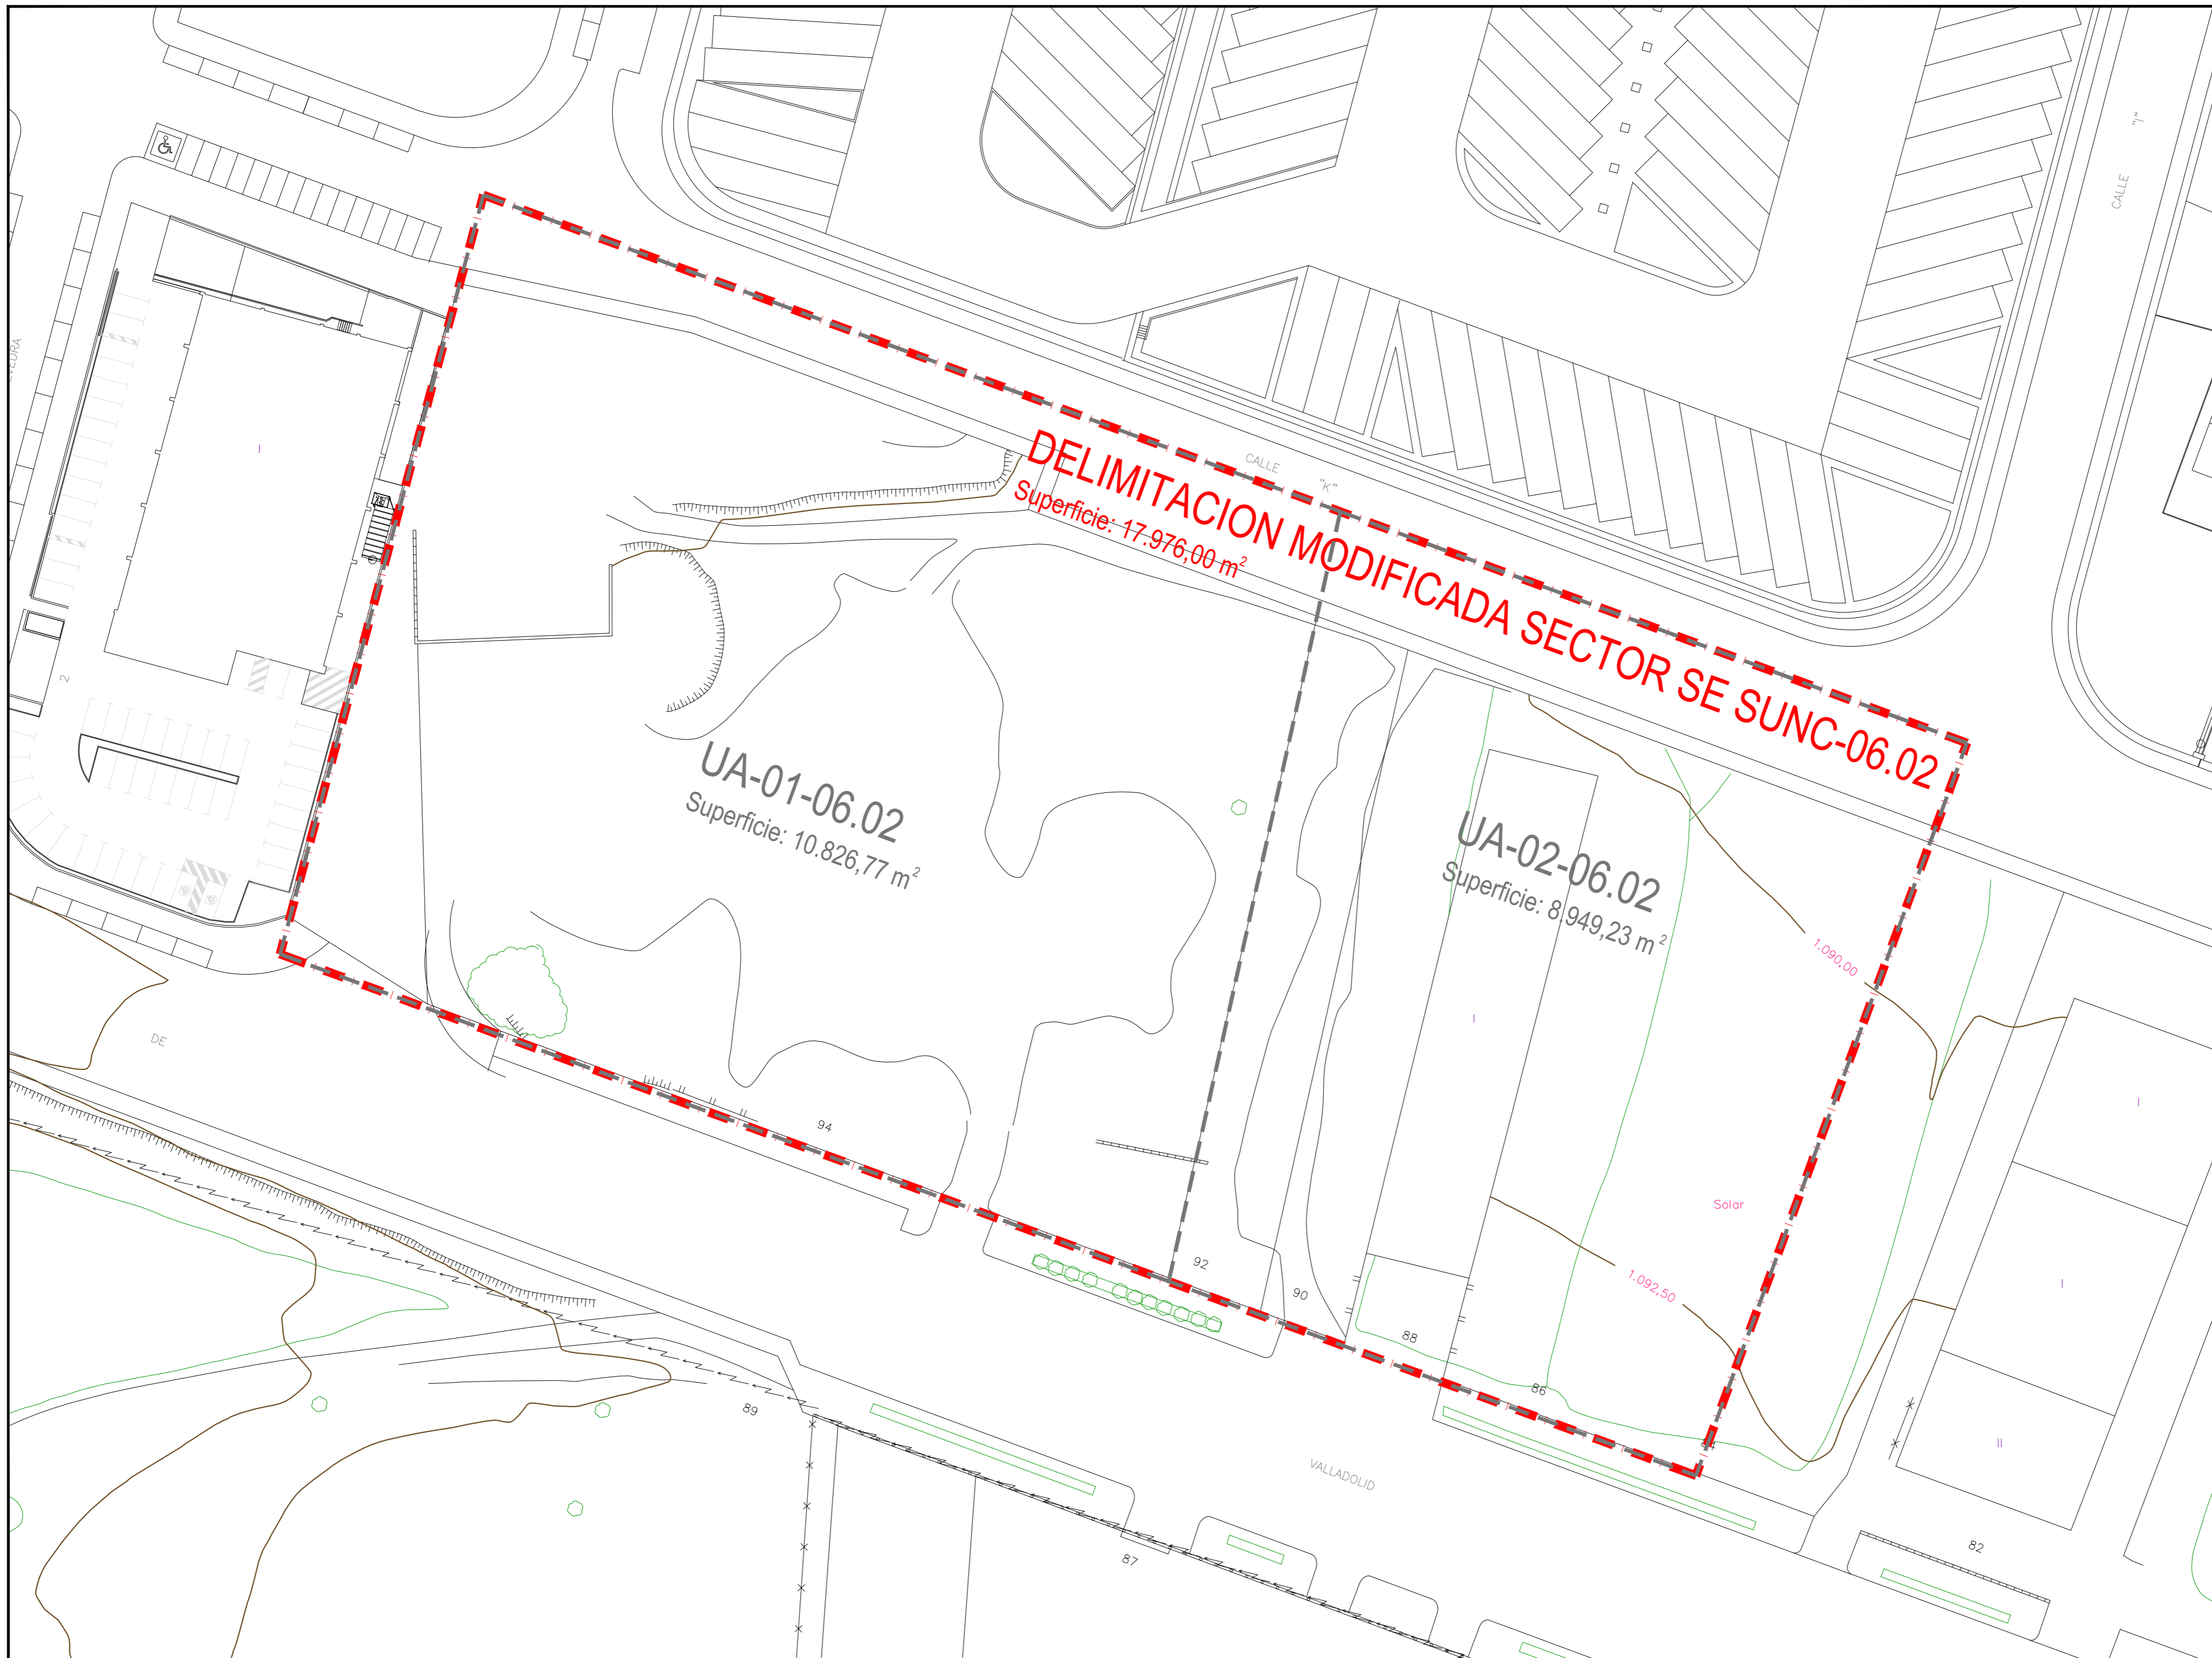 CALLE
"I"
CALLE
"K"
DELIMITACION MODIFICADA SECTOR SE SUNC-06.02
Superficie: 17.976,00 m²
I
2
UA-01-06.02
Superficie: 10.826,77 m²
UA-02-06.02
Superficie: 8.949,23 m²
1.090,00
I
I
DE
94
Solar
92
90
1.092,50
I
88
86
II
89
VALLADOLID
87
82